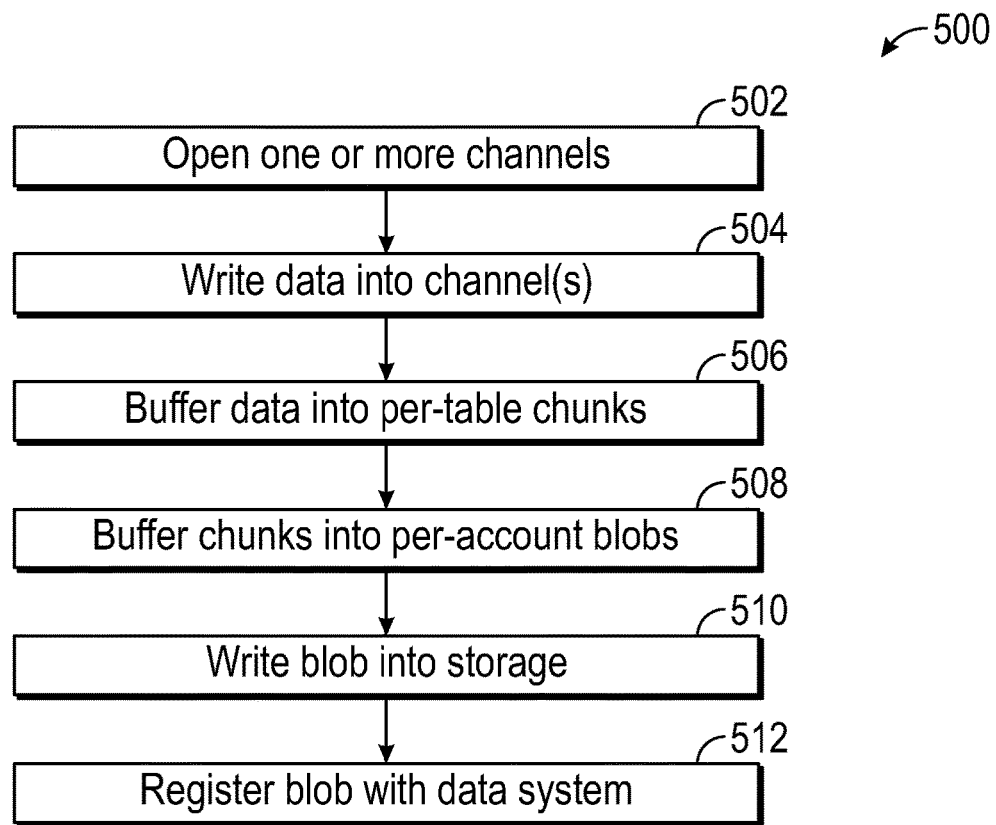 500
502
Open one or more channels
504
Write data into channel(s)
506
Buffer data into per-table chunks
508
Buffer chunks into per-account blobs
510
Write blob into storage
512
Register blob with data system